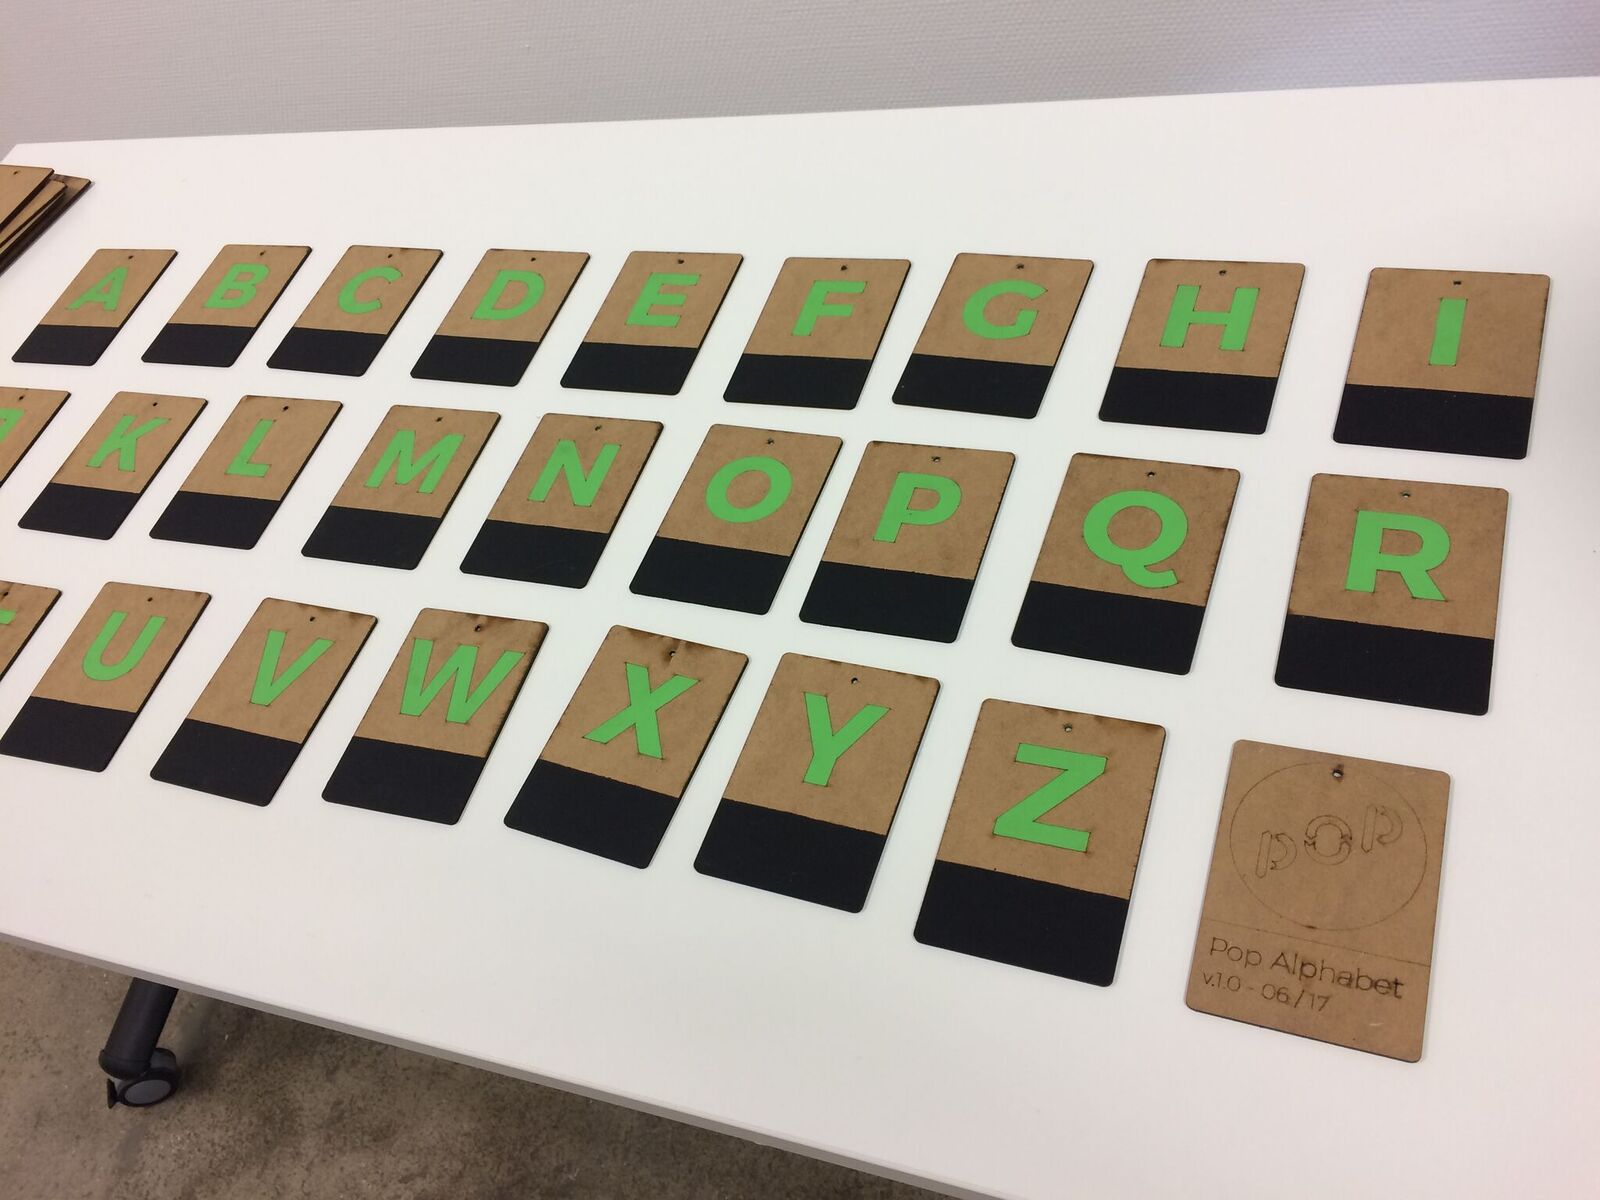 A B C D E F G H I
K L M N O P Q R
U V W X Y Z
POP
Pop Alphabet
v.1.0 - 06/17